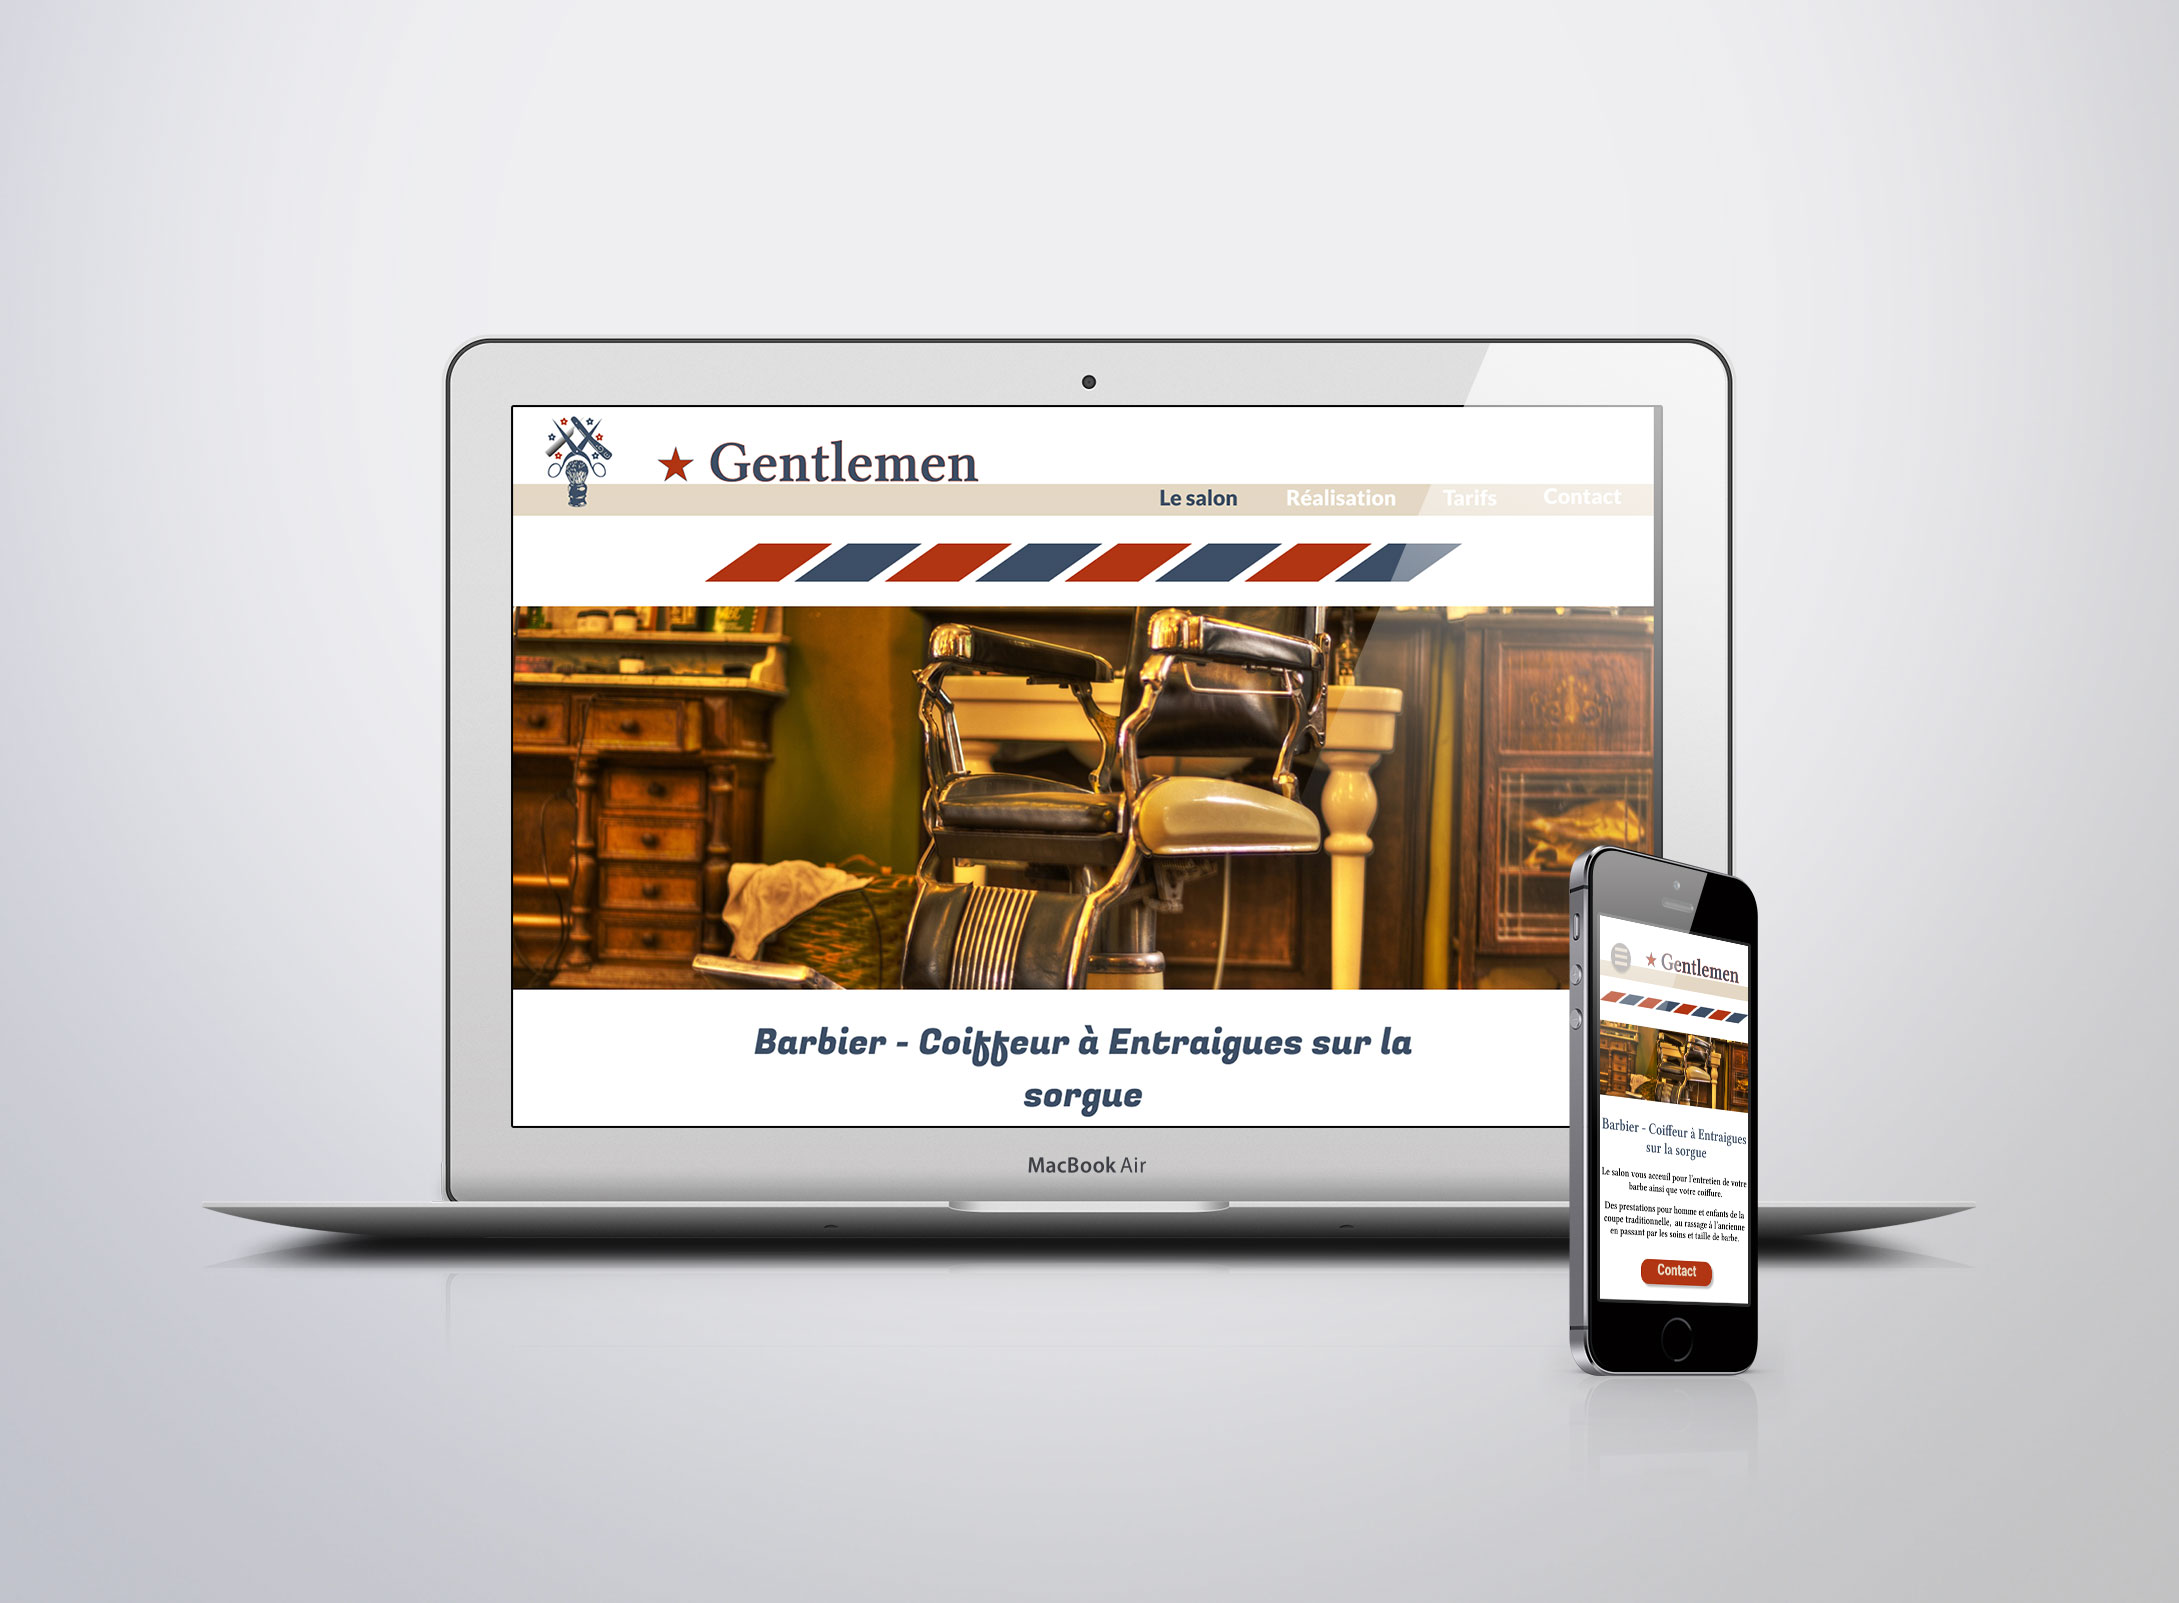 Gentlemen
Le salon Réalisation Tarifs Contact
Barbier - Coiffeur à Entraigues sur la
sorgue
MacBook Air
Gentlemen
Barbier - Coiffeur à Entraigues
sur la sorgue
Le salon vous acceuil pour l'entretien de votre
barbe ainsi que votre coiffure.
Des prestations pour homme et enfants de la
coupe traditionnelle, au rassage à l'ancienne
en passant par les soins et taille de barbe.
Contact